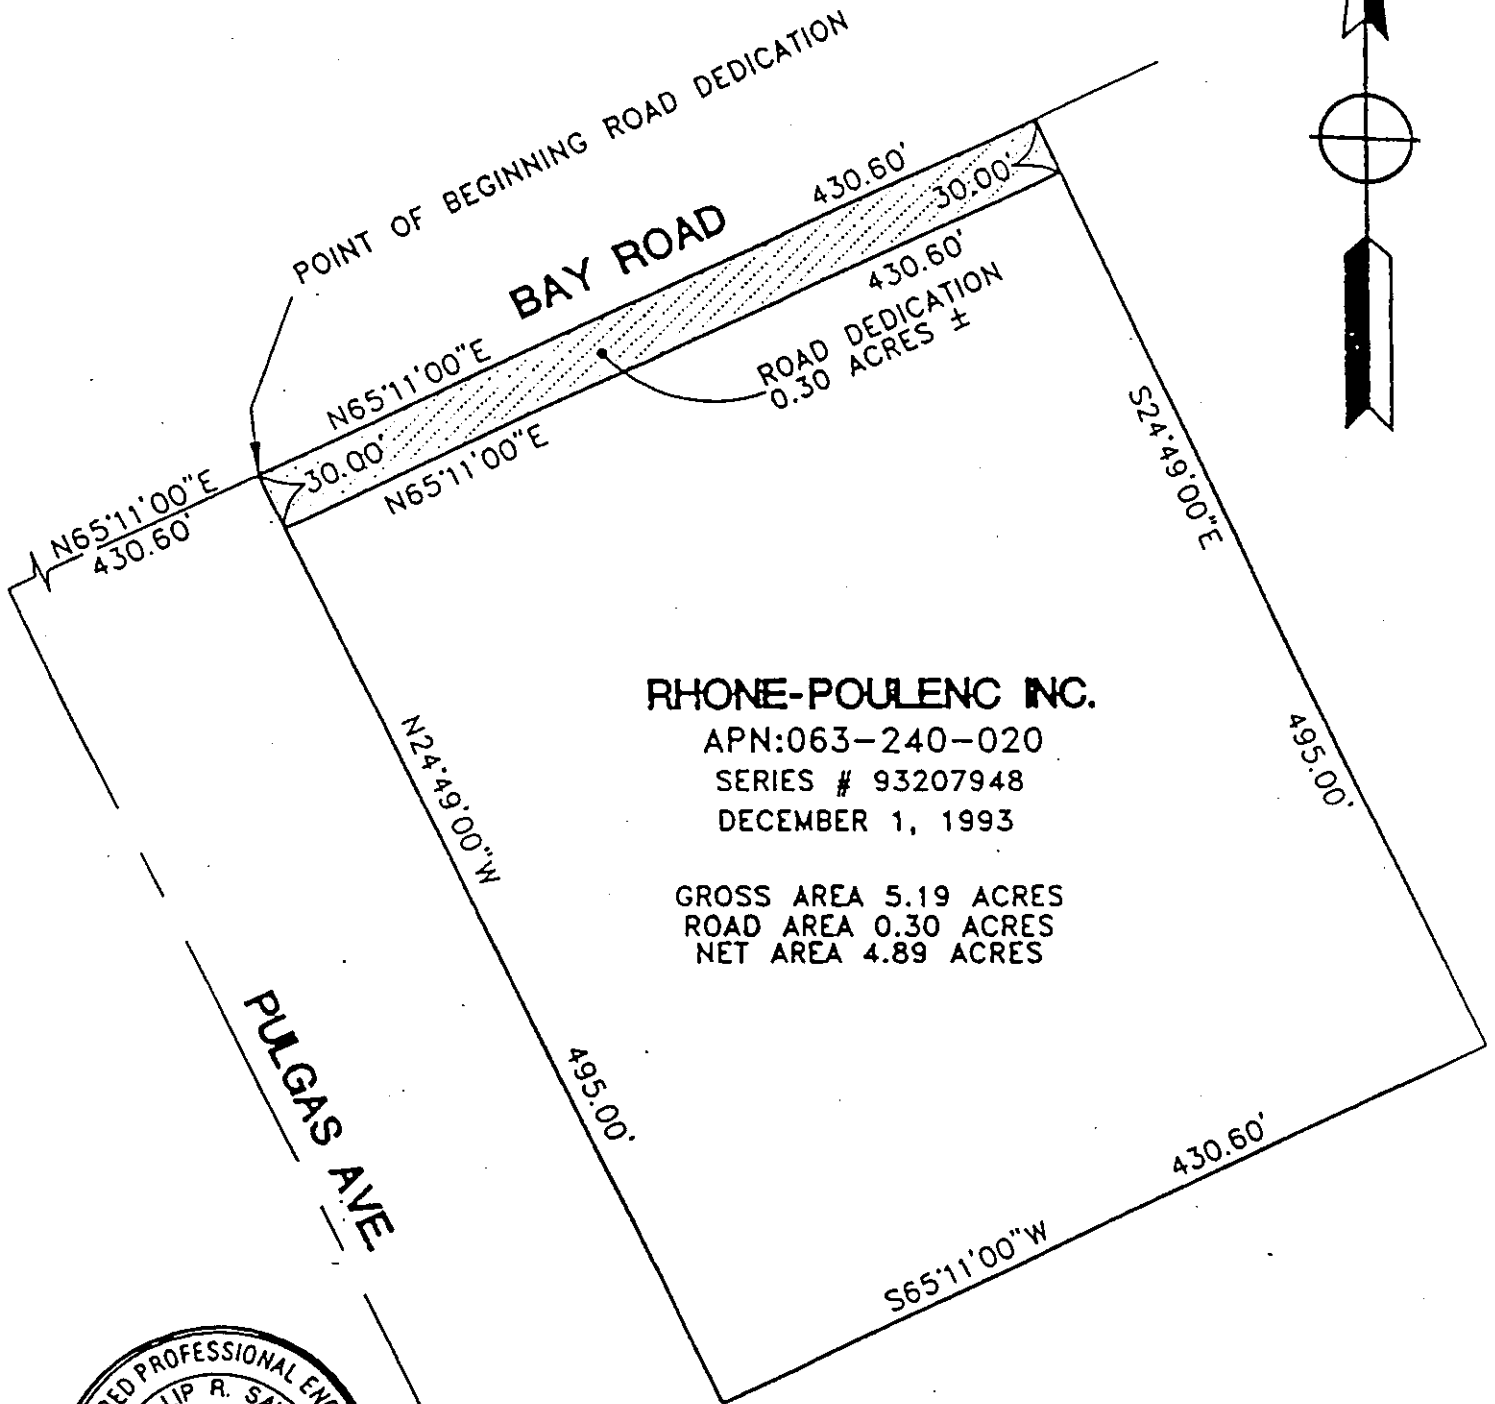 POINT OF BEGINNING ROAD DEDICATION
BAY ROAD
430.60'
30.00'
N65°11'00"E
430.60'
ROAD DEDICATION
0.30 ACRES ±
30.00'
N65°11'00"E
N65°11'00"E
430.60'
S24°49'00"E
495.00'
RHONE-POULENC INC.
APN:063-240-020
SERIES # 93207948
DECEMBER 1, 1993
GROSS AREA 5.19 ACRES
ROAD AREA 0.30 ACRES
NET AREA 4.89 ACRES
N24°49'00"W
495.00'
PULGAS AVE.
430.60'
S65°11'00"W
PROFESSIONAL
R.